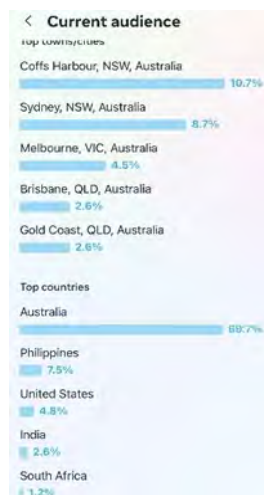 < Current audience
Top towns/cities
Coffs Harbour, NSW, Australia
10.7%
Sydney, NSW, Australia
8.7%
Melbourne, VIC, Australia
4.5%
Brisbane, QLD, Australia
2.6%
Gold Coast, QLD, Australia
2.6%
Top countries
Australia
69.7%
Philippines
7.5%
United States
4.8%
India
2.6%
South Africa
1.2%